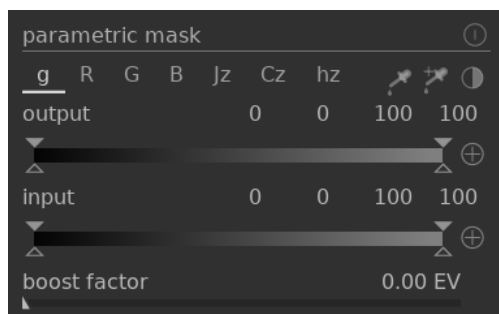 parametric mask
g R G B Jz Cz hz
output 0 0 100 100
input 0 0 100 100
boost factor 0.00 EV